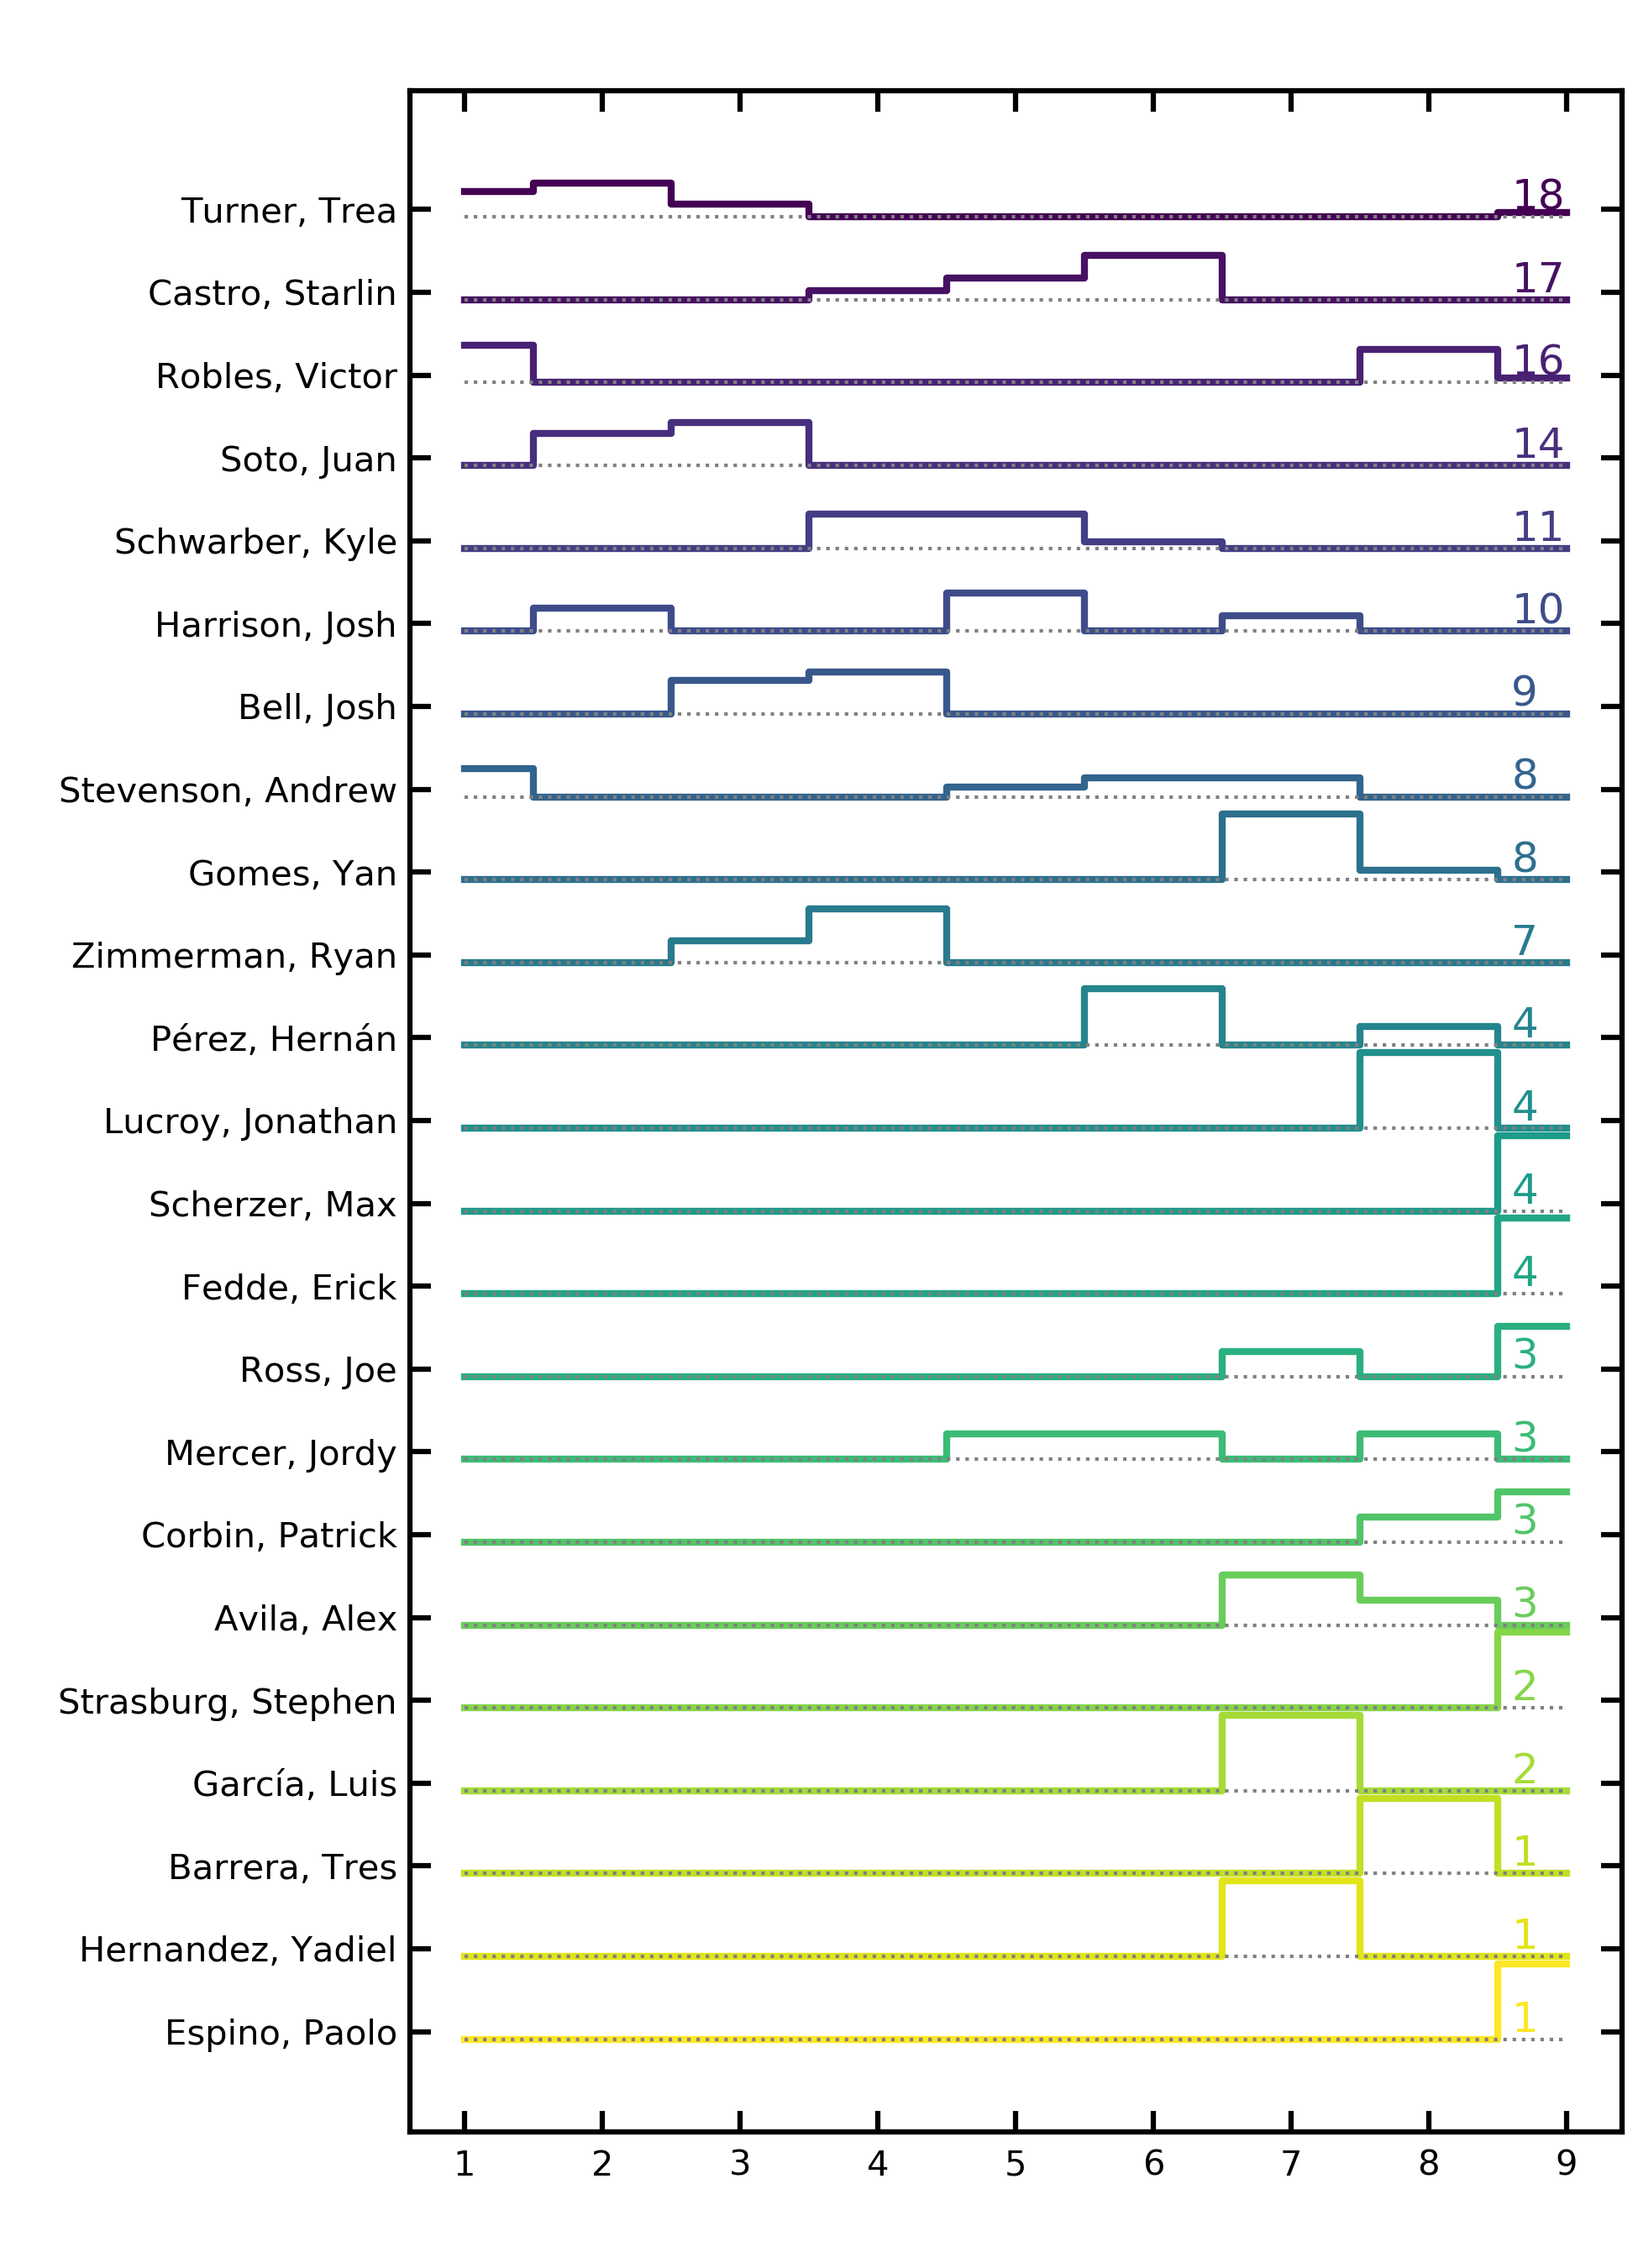 Turner, Trea 18
Castro, Starlin 17
Robles, Victor 16
Soto, Juan 14
Schwarber, Kyle 11
Harrison, Josh 10
Bell, Josh 9
Stevenson, Andrew 8
Gomes, Yan 8
Zimmerman, Ryan 7
Pérez, Hernán 4
Lucroy, Jonathan 4
Scherzer, Max 4
Fedde, Erick 4
Ross, Joe 3
Mercer, Jordy 3
Corbin, Patrick 3
Avila, Alex 3
Strasburg, Stephen 2
García, Luis 2
Barrera, Tres 1
Hernandez, Yadiel 1
Espino, Paolo 1
1 2 3 4 5 6 7 8 9